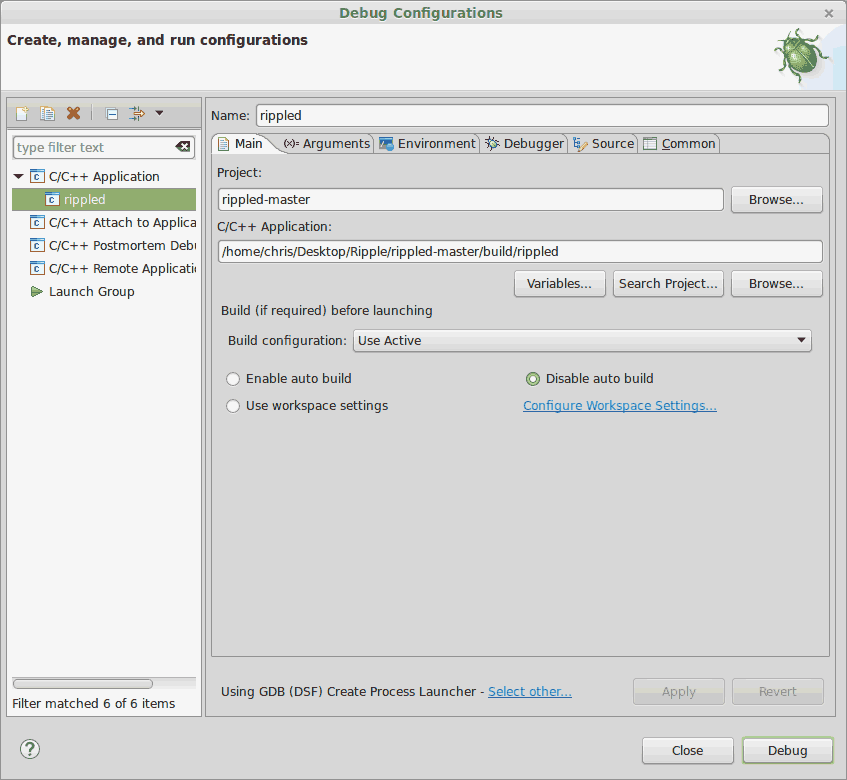 Debug Configurations
Create, manage, and run configurations
type filter text
C/C++ Application
rippled
C/C++ Attach to Applica
C/C++ Postmortem Debu
C/C++ Remote Applicatio
Launch Group
Filter matched 6 of 6 items
Name: rippled
Main (x)= Arguments Environment Debugger Source Common
Project:
rippled-master Browse...
C/C++ Application:
/home/chris/Desktop/Ripple/rippled-master/build/rippled
Variables... Search Project... Browse...
Build (if required) before launching
Build configuration: Use Active
Enable auto build Disable auto build
Use workspace settings Configure Workspace Settings...
Using GDB (DSF) Create Process Launcher - Select other... Apply Revert
? Close Debug